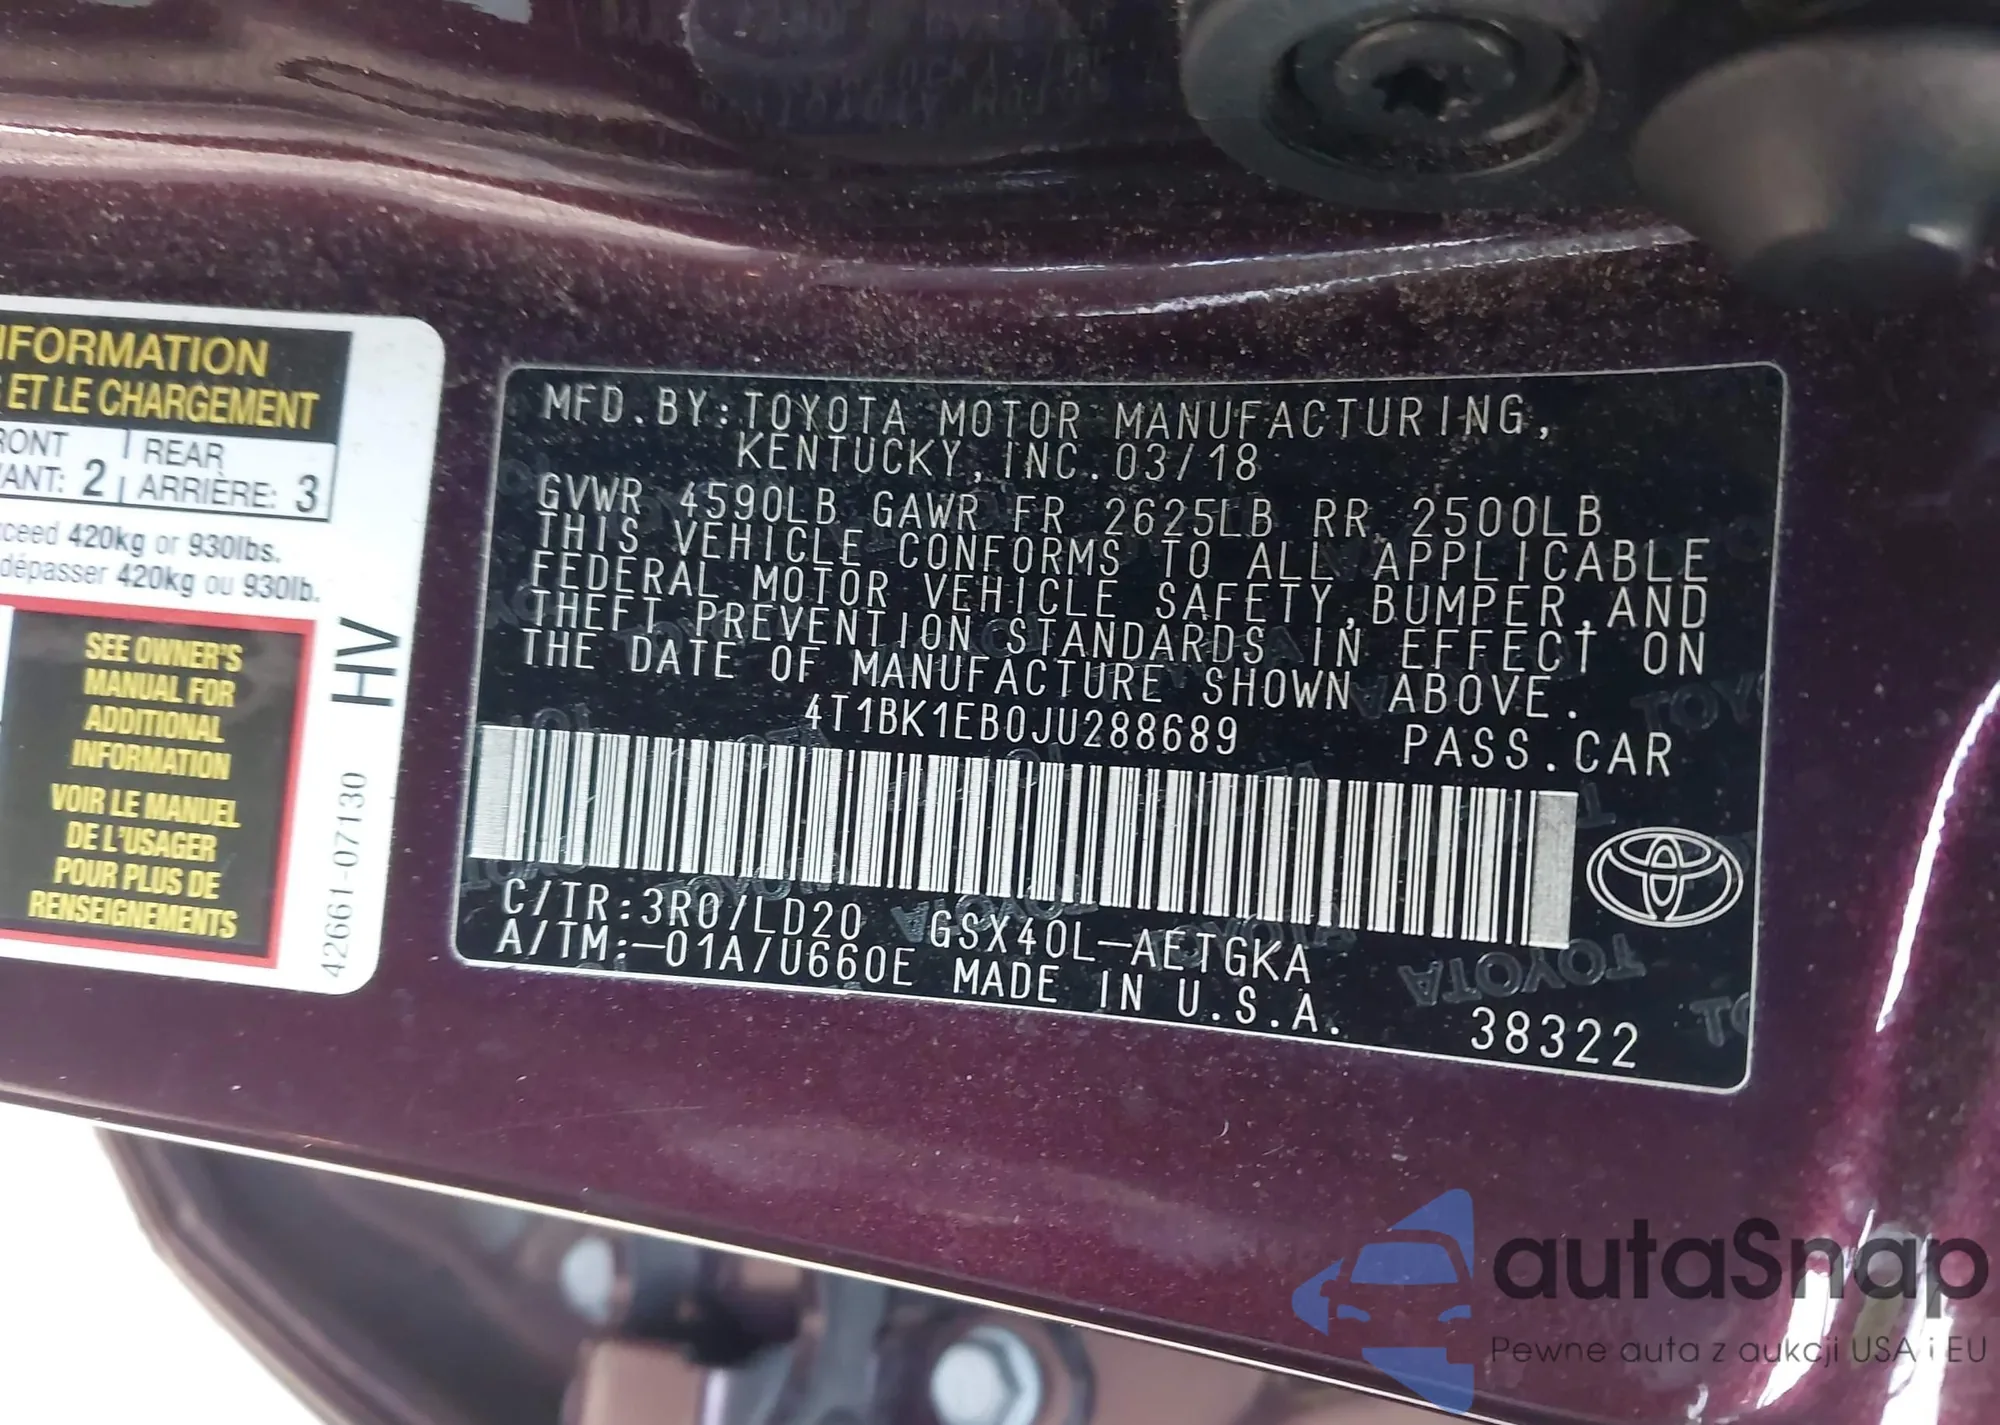 IFORMATION
ET LE CHARGEMENT
RONT | REAR
VANT: 2 | ARRIÈRE: 3
xceed 420kg or 930lbs.
dépasser 420kg ou 930lb.
SEE OWNER'S
MANUAL FOR
ADDITIONAL
INFORMATION
VOIR LE MANUEL
DE L'USAGER
POUR PLUS DE
RENSEIGNEMENTS
HV
42661-07130
MFD.BY:TOYOTA MOTOR MANUFACTURING,
KENTUCKY,INC.03/18
GVWR 4590LB GAWR FR 2625LB RR 2500LB
THIS VEHICLE CONFORMS TO ALL APPLICABLE
FEDERAL MOTOR VEHICLE SAFETY,BUMPER,AND
THEFT PREVENTION STANDARDS IN EFFECT ON
THE DATE OF MANUFACTURE SHOWN ABOVE.
4T1BK1EB0JU288689 PASS.CAR
C/TR:3R0/LD20 GSX40L-AETGKA
A/TM:-01A/U660E MADE IN U.S.A.
38322
autaSnap
Pewne auta z aukcji USA i EU